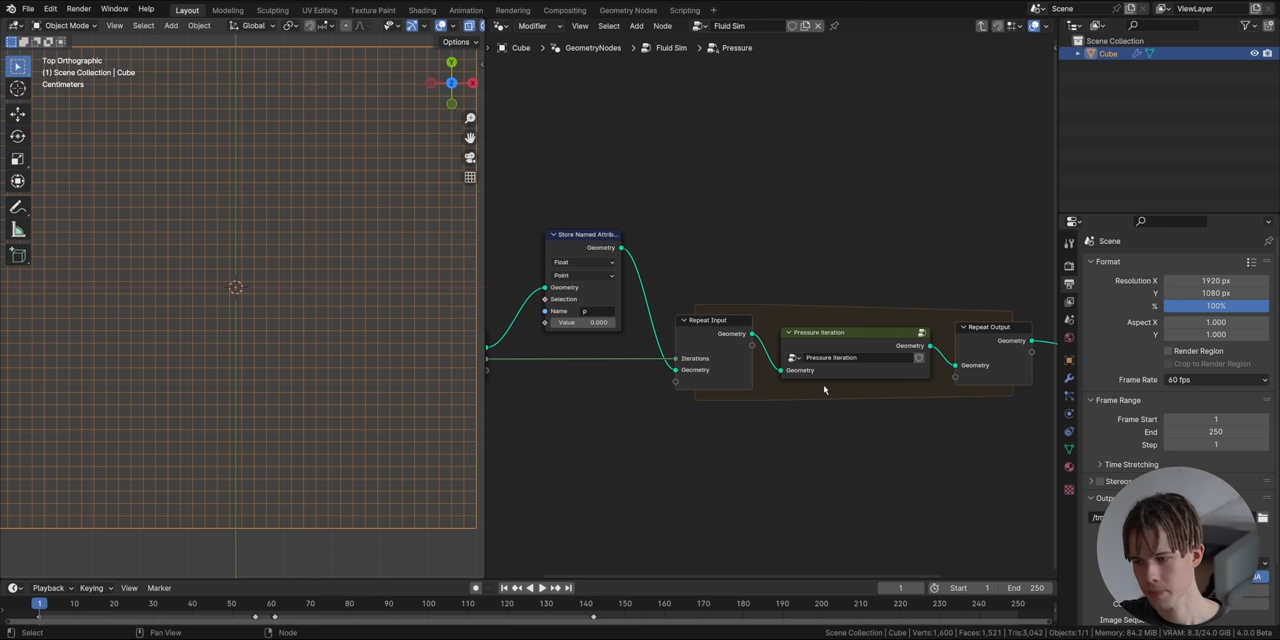 File Edit Render Window Help
Layout Modeling Sculpting UV Editing Texture Paint Shading Animation Rendering Compositing Geometry Nodes Scripting
Scene
ViewLayer
Object Mode View Select Add Object Global
Modifier View Select Add Node Fluid Sim
Options
Cube > GeometryNodes > Fluid Sim > Pressure
Top Orthographic
(1) Scene Collection | Cube
Centimeters
Y
Z
X
Store Named Attrib...
Geometry
Float
Point
Geometry
Selection
Name p
Value 0.000
Repeat Input
Geometry
Iterations
Geometry
Pressure Iteration
Geometry
Pressure Iteration
Geometry
Repeat Output
Geometry
Geometry
Scene Collection
Cube
Scene
Format
Resolution X 1920 px
Y 1080 px
% 100%
Aspect X 1.000
Y 1.000
Render Region
Crop to Render Region
Frame Rate 60 fps
Frame Range
Frame Start 1
End 250
Step 1
Time Stretching
Playback Keying View Marker
1 Start 1 End 250
1 10 20 30 40 50 60 70 80 90 100 110 120 130 140 150 160 170 180 190 200 210 220 230 240 250
Select Pan View Node
Scene Collection | Cube | Verts:1,600 | Faces:1,521 | Tris:3,042 | Objects:1/1 | Memory: 84.2 MiB | VRAM: 8.3/24.0 GiB | 4.0.0 Beta